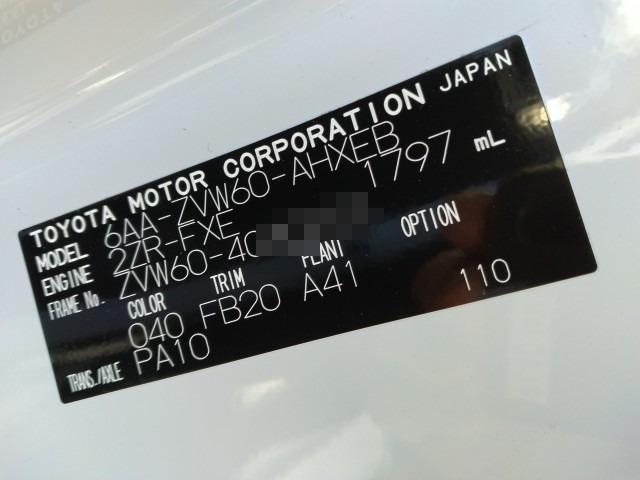 TOYOTA MOTOR CORPORATION JAPAN
MODEL 6AA-ZVW60-AHXEB
ENGINE 2ZR-FXE 1797 mL
FRAME No. ZVW60-40
COLOR TRIM PLANT OPTION
040 FB20 A41 110
TRANS./AXLE PA10